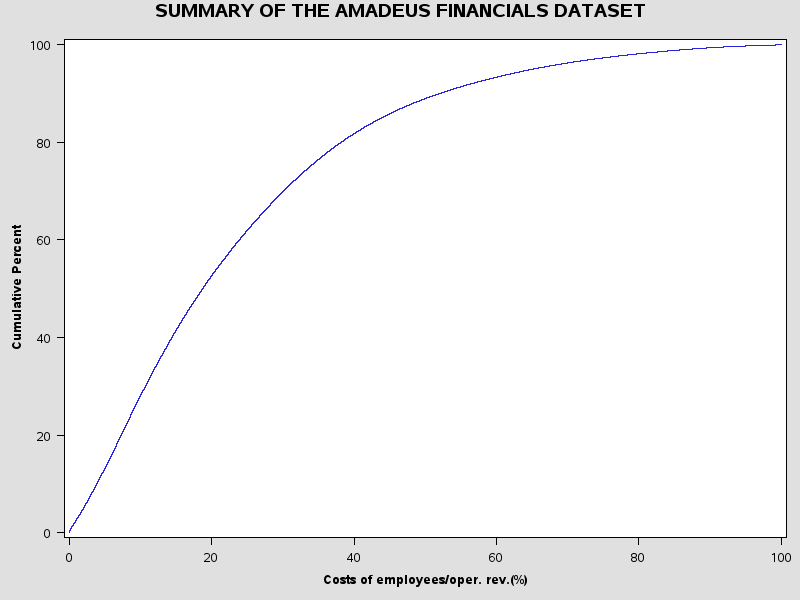 SUMMARY OF THE AMADEUS FINANCIALS DATASET
100
80
60
40
20
0
Cumulative Percent
0 20 40 60 80 100
Costs of employees/oper. rev.(%)